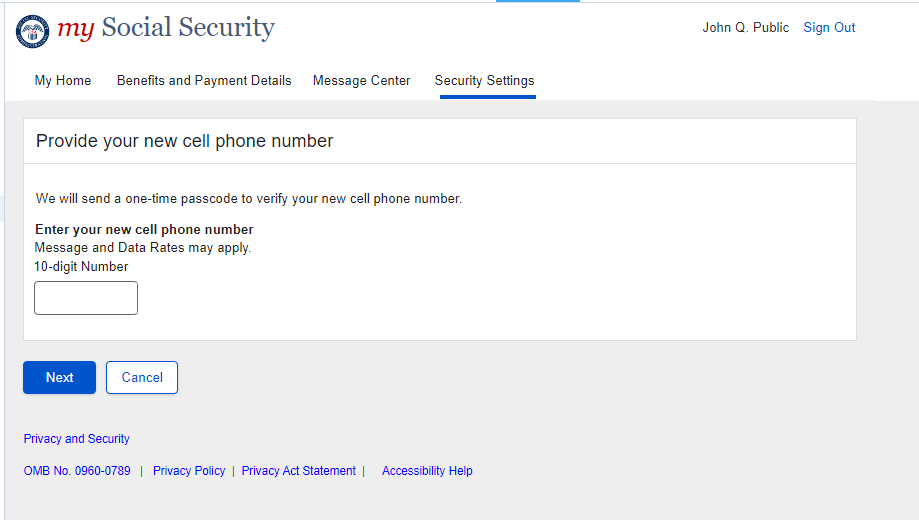 my Social Security
John Q. Public Sign Out
My Home Benefits and Payment Details Message Center Security Settings
Provide your new cell phone number
We will send a one-time passcode to verify your new cell phone number.
Enter your new cell phone number
Message and Data Rates may apply.
10-digit Number
Next Cancel
Privacy and Security
OMB No. 0960-0789 | Privacy Policy | Privacy Act Statement | Accessibility Help